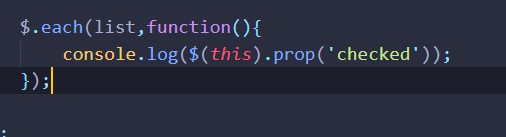 $.each(list,function(){
    console.log($(this).prop('checked'));
});
;